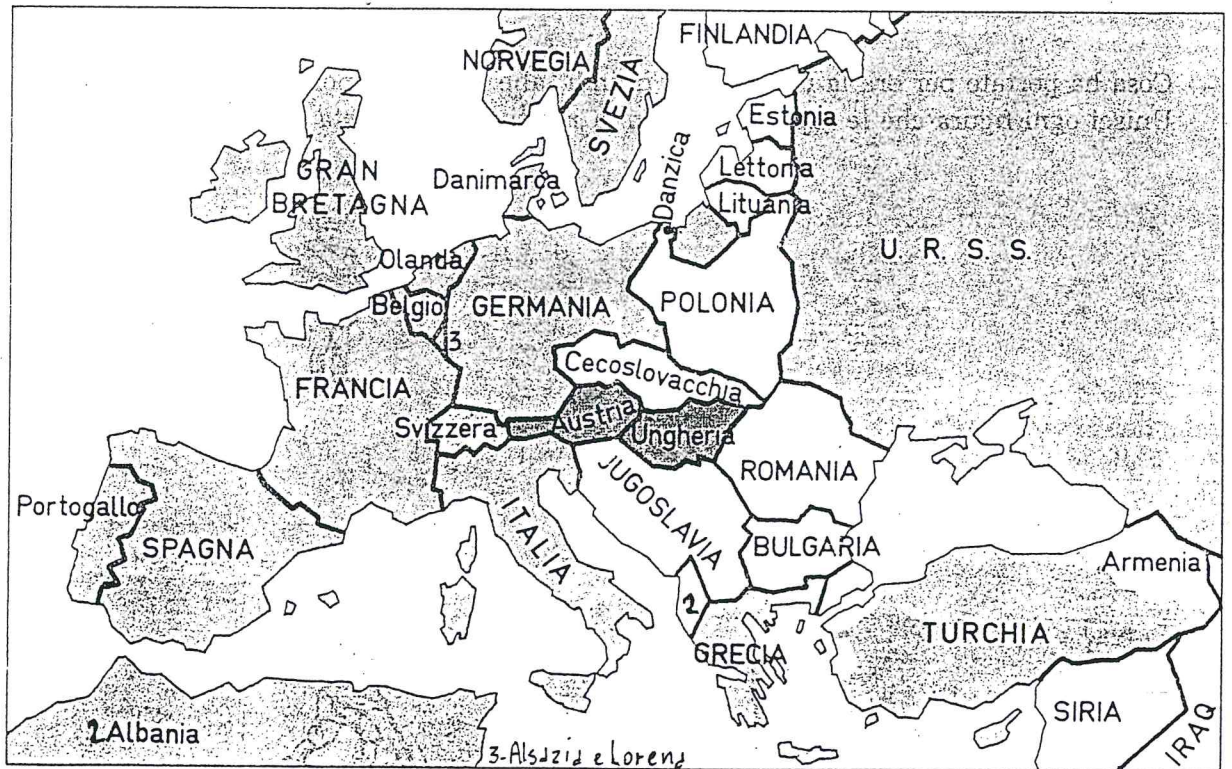 FINLANDIA
NORVEGIA
SVEZIA
Estonia
Lettonia
Lituania
Danzica
GRAN
BRETAGNA
Danimarca
U. R. S. S.
Olanda
Belgio
GERMANIA
POLONIA
3
Cecoslovacchia
FRANCIA
Svizzera
Austria
Ungheria
ROMANIA
JUGOSLAVIA
Portogallo
SPAGNA
ITALIA
BULGARIA
Armenia
2
GRECIA
TURCHIA
SIRIA
IRAQ
2 Albania
3-Alsazia e Lorena